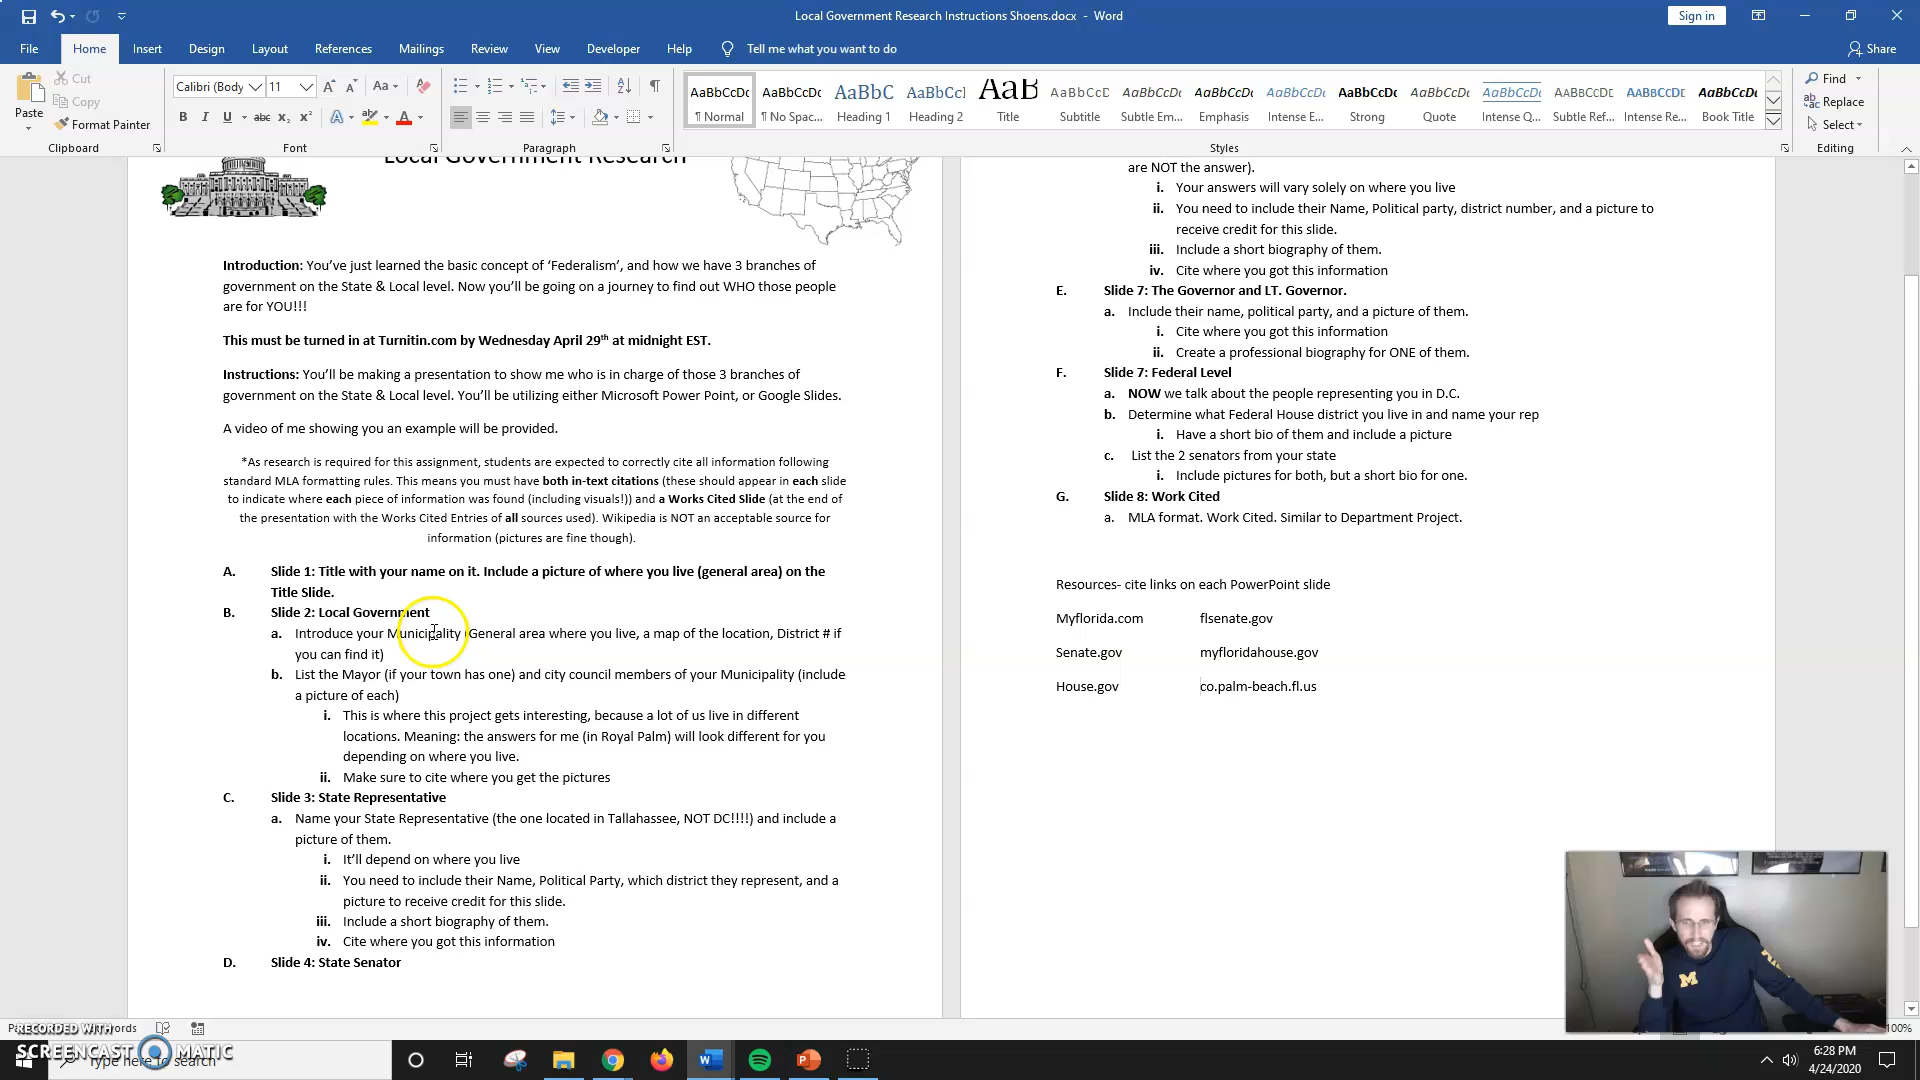 Local Government Research Instructions Shoens.docx - Word
Sign in
File Home Insert Design Layout References Mailings Review View Developer Help Tell me what you want to do
Share
Paste
Cut
Copy
Format Painter
Clipboard
Calibri (Body 11
Font
Paragraph
AaBbCcDc ¶ Normal
AaBbCcDc ¶ No Spac...
AaBbC Heading 1
AaBbCcI Heading 2
AaB Title
AaBbCcD Subtitle
AaBbCcDc Subtle Em...
AaBbCcDc Emphasis
AaBbCcDc Intense E...
AaBbCcDc Strong
AaBbCcDc Quote
AaBbCcDc Intense Q...
AaBbCcDc Subtle Ref...
AaBbCcDc Intense Re...
AaBbCcDc Book Title
Styles
Find
Replace
Select
Editing
Local Government Research
Introduction: You've just learned the basic concept of ‘Federalism’, and how we have 3 branches of
government on the State & Local level. Now you'll be going on a journey to find out WHO those people
are for YOU!!!
This must be turned in at Turnitin.com by Wednesday April 29th at midnight EST.
Instructions: You'll be making a presentation to show me who is in charge of those 3 branches of
government on the State & Local level. You'll be utilizing either Microsoft Power Point, or Google Slides.
A video of me showing you an example will be provided.
*As research is required for this assignment, students are expected to correctly cite all information following
standard MLA formatting rules. This means you must have both in-text citations (these should appear in each slide
to indicate where each piece of information was found (including visuals!)) and a Works Cited Slide (at the end of
the presentation with the Works Cited Entries of all sources used). Wikipedia is NOT an acceptable source for
information (pictures are fine though).
A. Slide 1: Title with your name on it. Include a picture of where you live (general area) on the
Title Slide.
B. Slide 2: Local Government
a. Introduce your Municipality (General area where you live, a map of the location, District # if
you can find it)
b. List the Mayor (if your town has one) and city council members of your Municipality (include
a picture of each)
i. This is where this project gets interesting, because a lot of us live in different
locations. Meaning: the answers for me (in Royal Palm) will look different for you
depending on where you live.
ii. Make sure to cite where you get the pictures
C. Slide 3: State Representative
a. Name your State Representative (the one located in Tallahassee, NOT DC!!!!) and include a
picture of them.
i. It'll depend on where you live
ii. You need to include their Name, Political Party, which district they represent, and a
picture to receive credit for this slide.
iii. Include a short biography of them.
iv. Cite where you got this information
D. Slide 4: State Senator
are NOT the answer).
i. Your answers will vary solely on where you live
ii. You need to include their Name, Political party, district number, and a picture to
receive credit for this slide.
iii. Include a short biography of them.
iv. Cite where you got this information
E. Slide 7: The Governor and LT. Governor.
a. Include their name, political party, and a picture of them.
i. Cite where you got this information
ii. Create a professional biography for ONE of them.
F. Slide 7: Federal Level
a. NOW we talk about the people representing you in D.C.
b. Determine what Federal House district you live in and name your rep
i. Have a short bio of them and include a picture
c. List the 2 senators from your state
i. Include pictures for both, but a short bio for one.
G. Slide 8: Work Cited
a. MLA format. Work Cited. Similar to Department Project.
Resources- cite links on each PowerPoint slide
Myflorida.com flsenate.gov
Senate.gov myfloridahouse.gov
House.gov co.palm-beach.fl.us
M
words
100%
RECORDED WITH
SCREENCAST MATIC
Type here to search
6:28 PM
4/24/2020